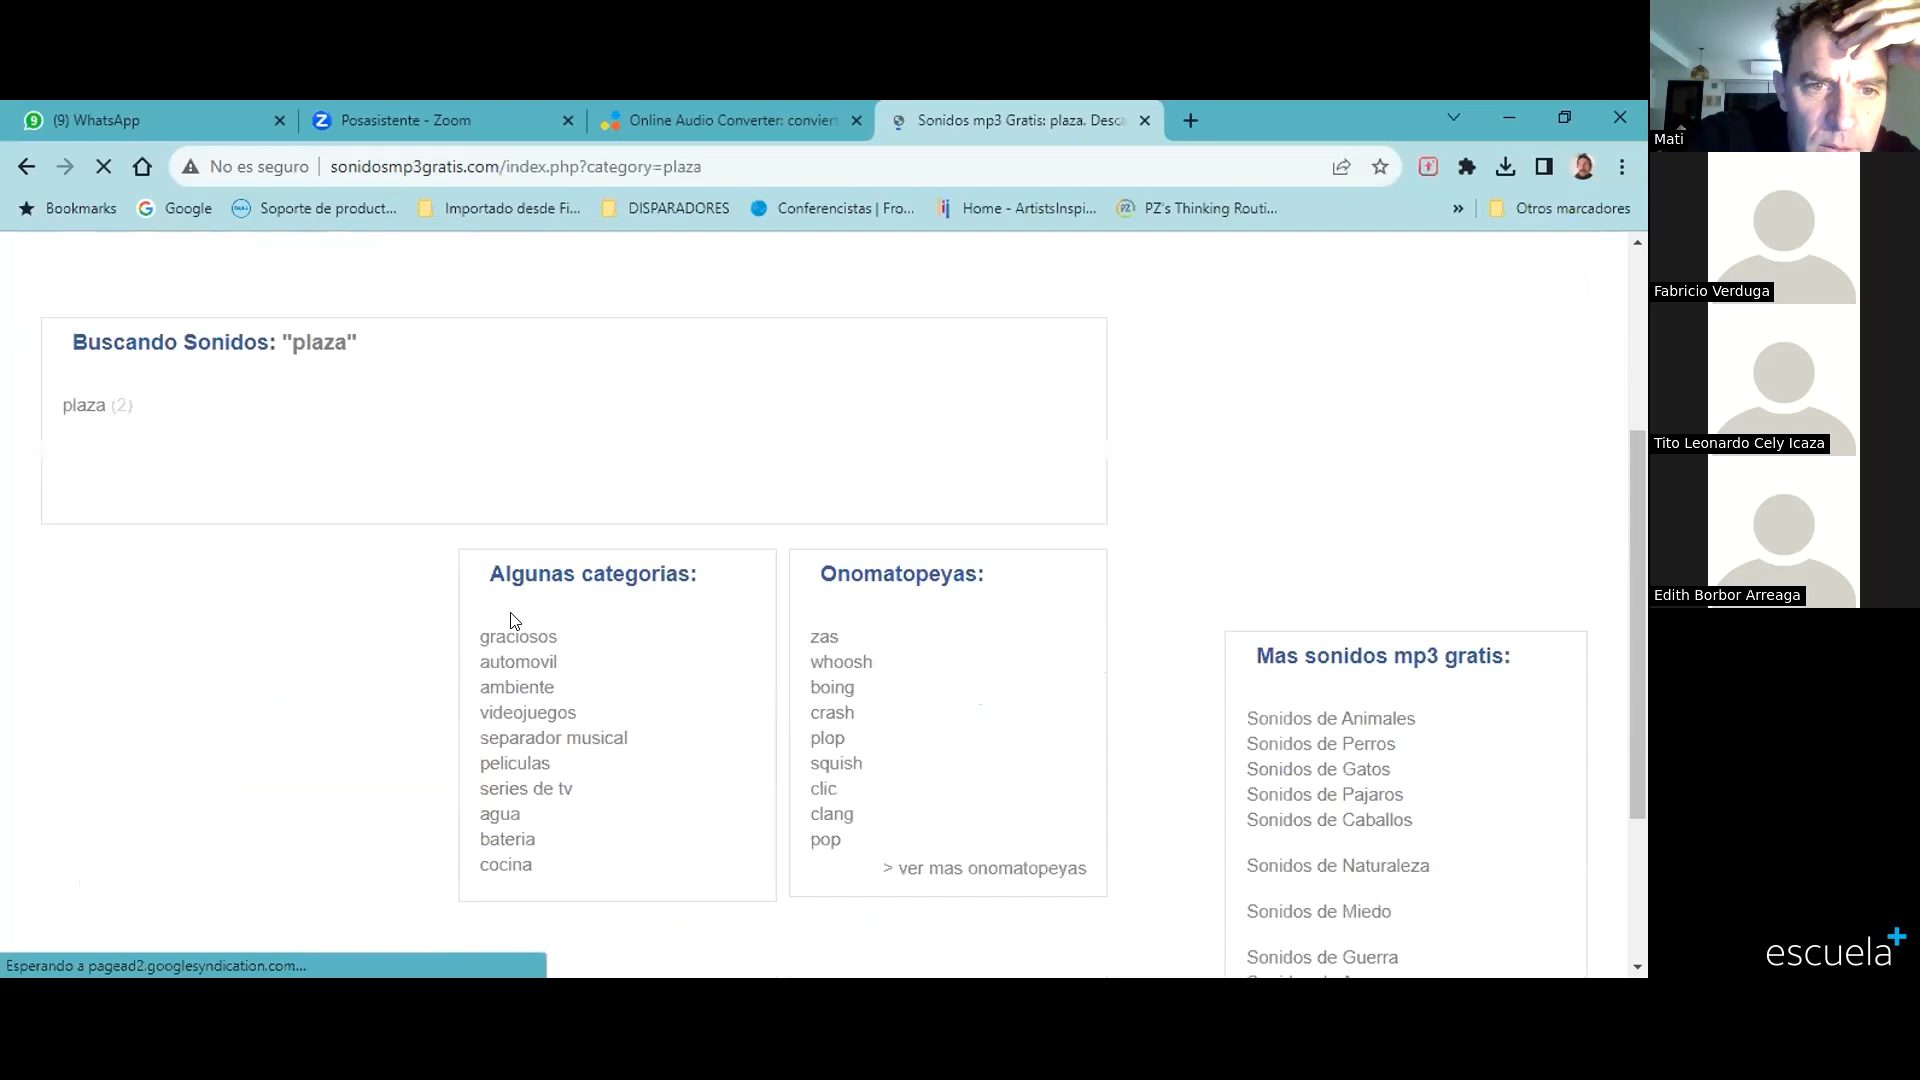 (9) WhatsApp
Posasistente - Zoom
Online Audio Converter: conviert
Sonidos mp3 Gratis: plaza. Desca
No es seguro
sonidosmp3gratis.com/index.php?category=plaza
Bookmarks
Google
Soporte de product...
Importado desde Fi...
DISPARADORES
Conferencistas | Fro...
Home - ArtistsInspi...
PZ's Thinking Routi...
»
Otros marcadores
Buscando Sonidos: "plaza"
plaza (2)
Algunas categorias:
graciosos
automovil
ambiente
videojuegos
separador musical
peliculas
series de tv
agua
bateria
cocina
Onomatopeyas:
zas
whoosh
boing
crash
plop
squish
clic
clang
pop
> ver mas onomatopeyas
Mas sonidos mp3 gratis:
Sonidos de Animales
Sonidos de Perros
Sonidos de Gatos
Sonidos de Pajaros
Sonidos de Caballos
Sonidos de Naturaleza
Sonidos de Miedo
Sonidos de Guerra
Esperando a pagead2.googlesyndication.com...
Mati
Fabricio Verduga
Tito Leonardo Cely Icaza
Edith Borbor Arreaga
escuela+